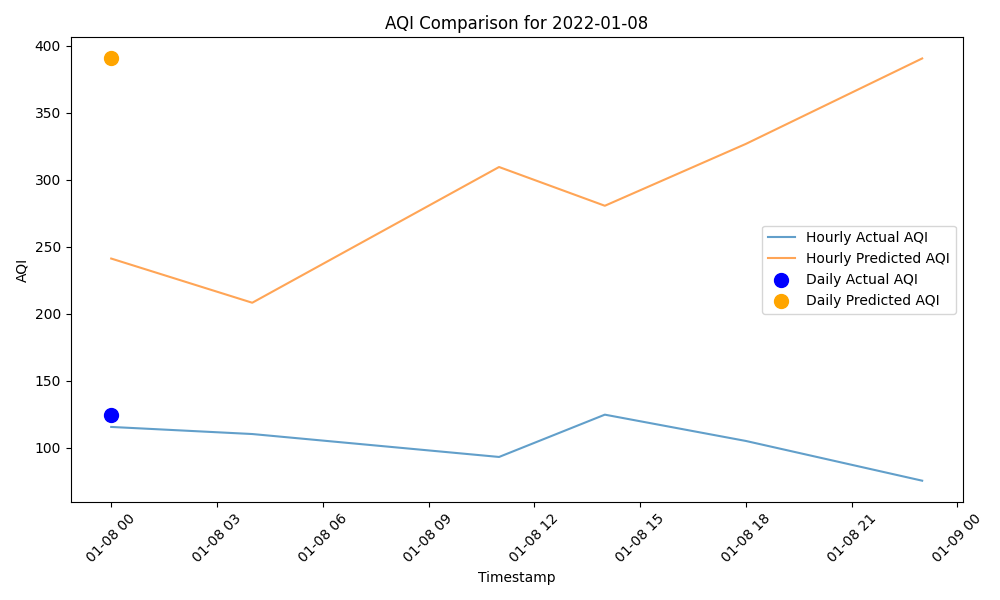 AQI Comparison for 2022-01-08
AQI
400
350
300
250
200
150
100
Hourly Actual AQI
Hourly Predicted AQI
Daily Actual AQI
Daily Predicted AQI
01-08 00
01-08 03
01-08 06
01-08 09
01-08 12
01-08 15
01-08 18
01-08 21
01-09 00
Timestamp